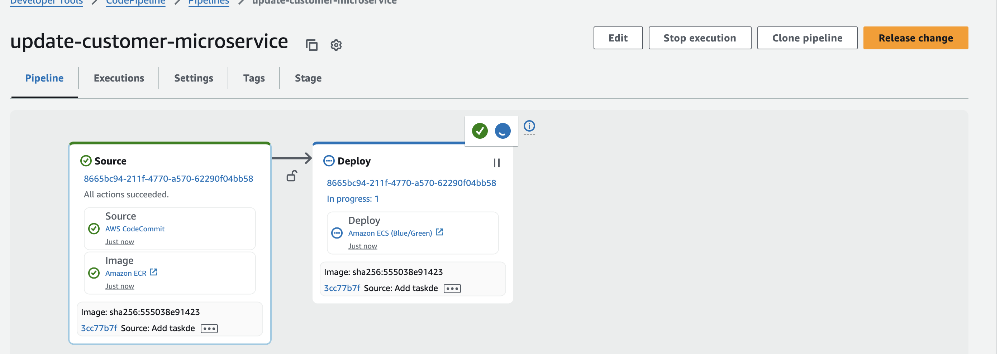 Developer Tools > CodePipeline > Pipelines > update-customer-microservice
update-customer-microservice
Edit
Stop execution
Clone pipeline
Release change
Pipeline
Executions
Settings
Tags
Stage
Source
8665bc94-211f-4770-a570-62290f04bb58
All actions succeeded.
Source
AWS CodeCommit
Just now
Image
Amazon ECR
Just now
Image: sha256:555038e91423
3cc77b7f Source: Add taskde
Deploy
8665bc94-211f-4770-a570-62290f04bb58
In progress: 1
Deploy
Amazon ECS (Blue/Green)
Just now
Image: sha256:555038e91423
3cc77b7f Source: Add taskde